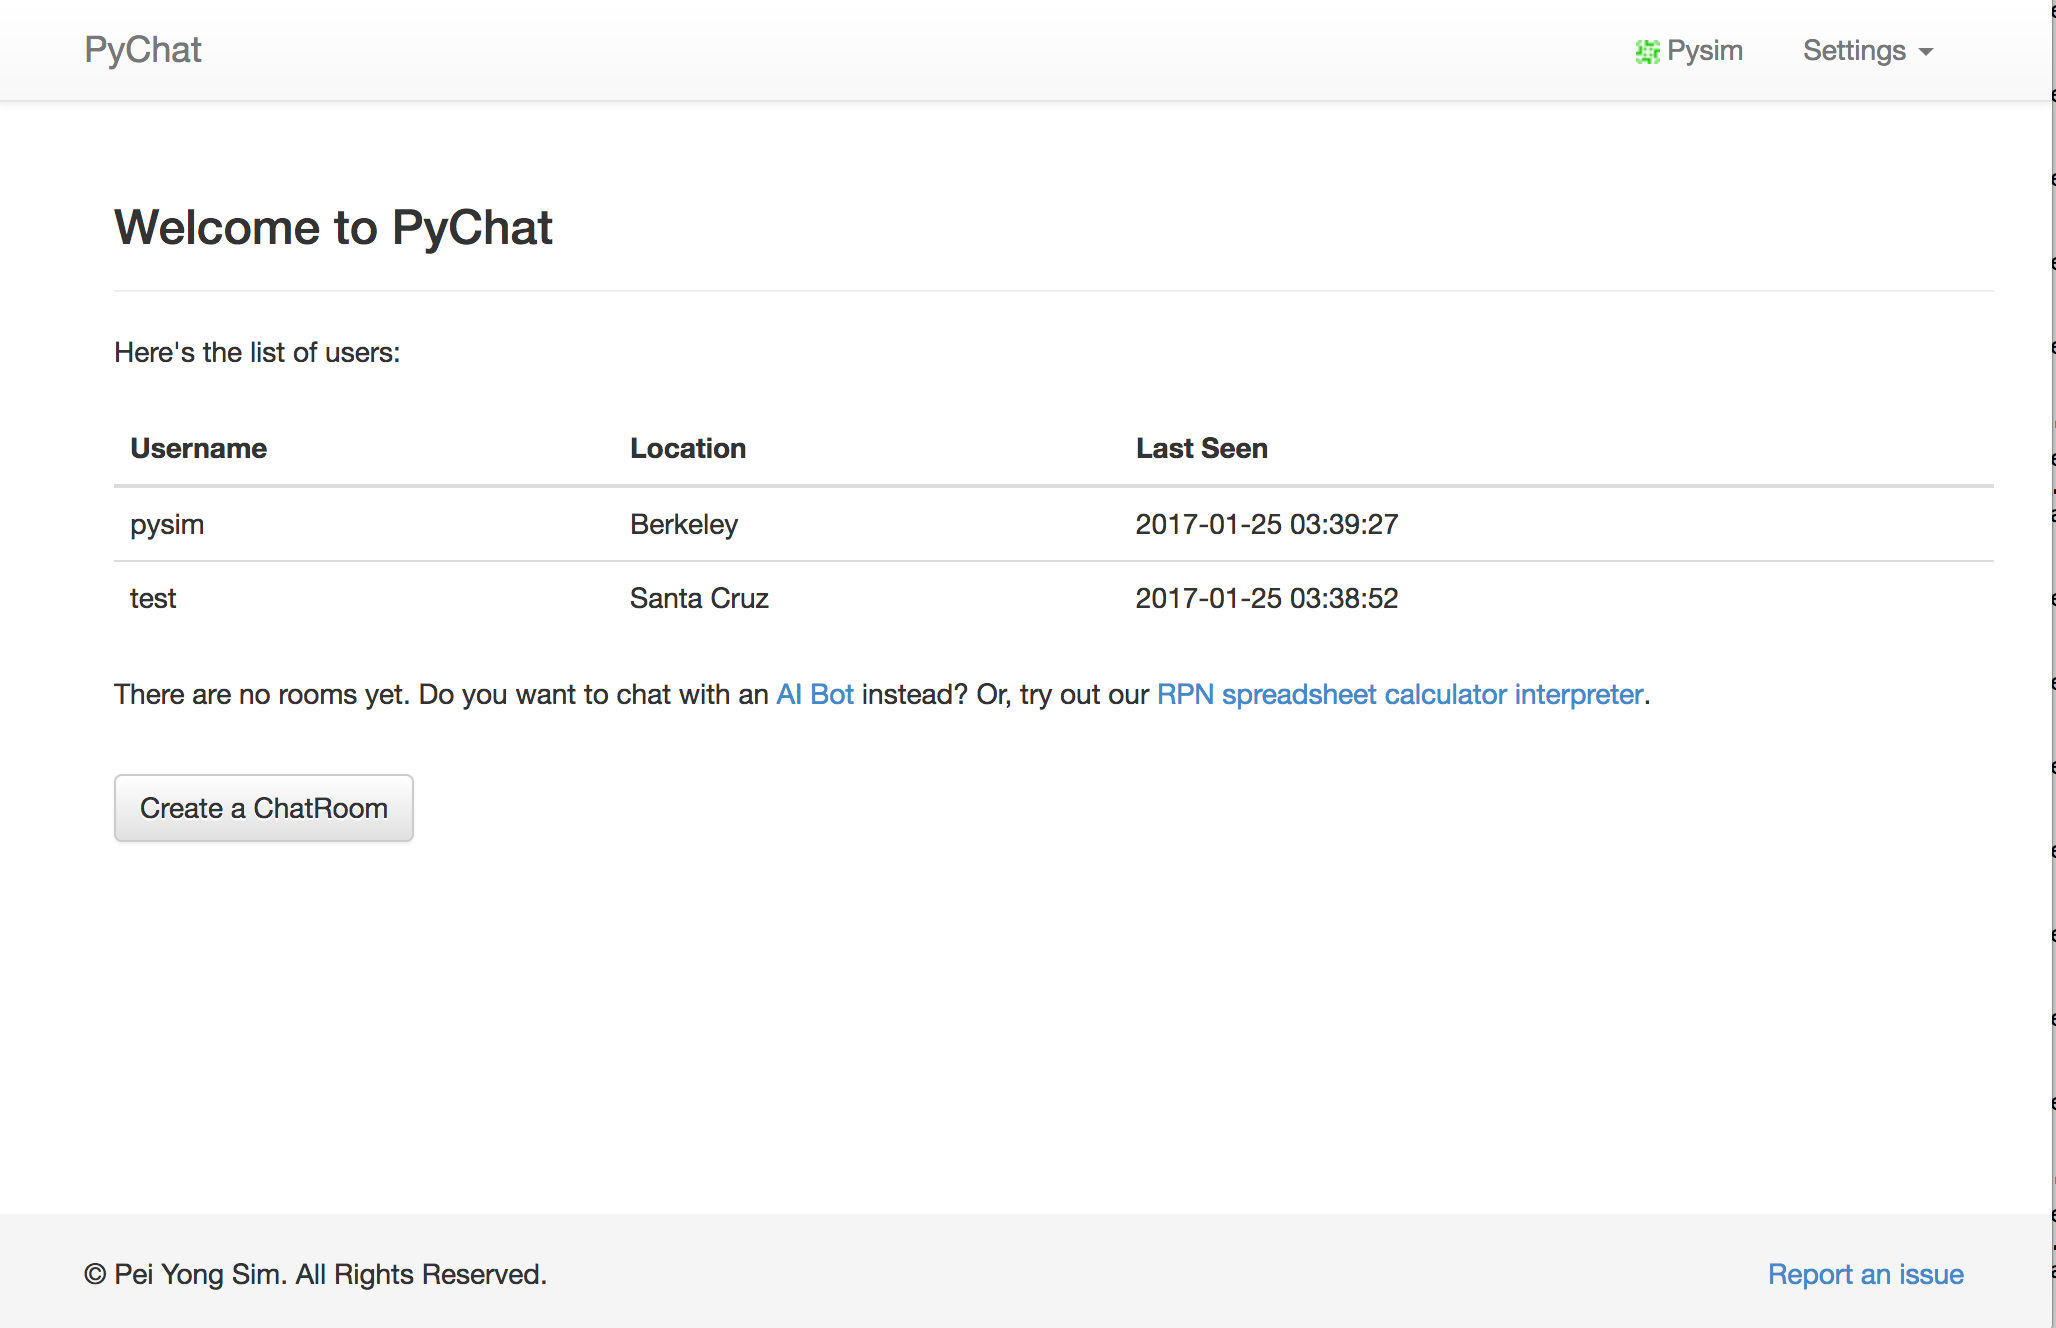 PyChat
Pysim
Settings
Welcome to PyChat
Here's the list of users:
Username Location Last Seen
pysim Berkeley 2017-01-25 03:39:27
test Santa Cruz 2017-01-25 03:38:52
There are no rooms yet. Do you want to chat with an AI Bot instead? Or, try out our RPN spreadsheet calculator interpreter.
Create a ChatRoom
© Pei Yong Sim. All Rights Reserved.
Report an issue